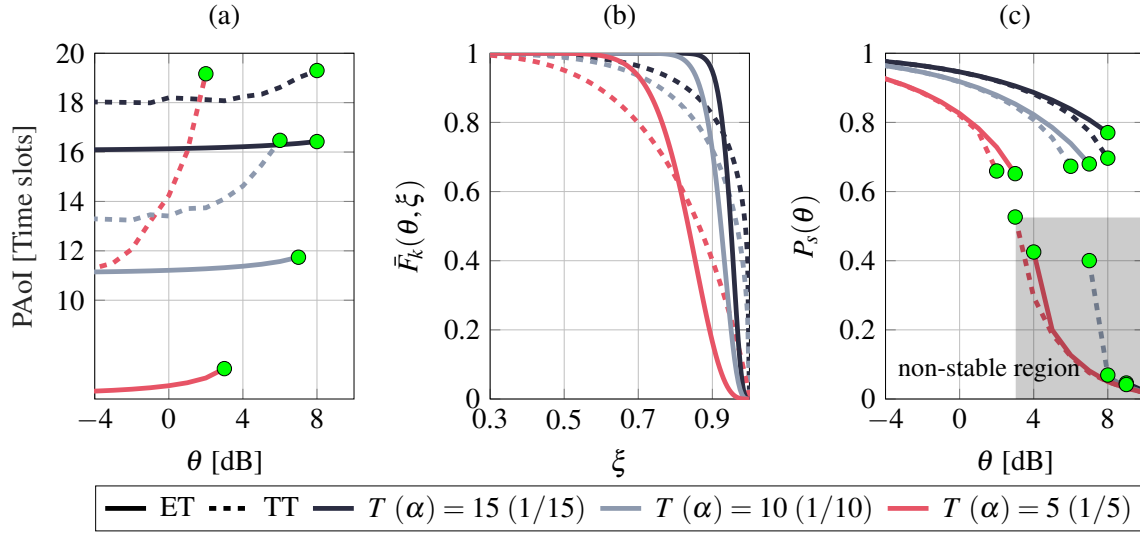 (a) (b) (c)
PAoI [Time slots]
20
18
16
14
12
11
10
−4 0 4 8
θ [dB]
F̄k(θ, ξ)
1
0.8
0.6
0.4
0.2
0
0.3 0.5 0.7 0.9
ξ
Ps(θ)
1
0.8
0.6
0.4
0.2
0
non-stable region
−4 0 4 8
θ [dB]
ET TT T (α) = 15 (1/15) T (α) = 10 (1/10) T (α) = 5 (1/5)